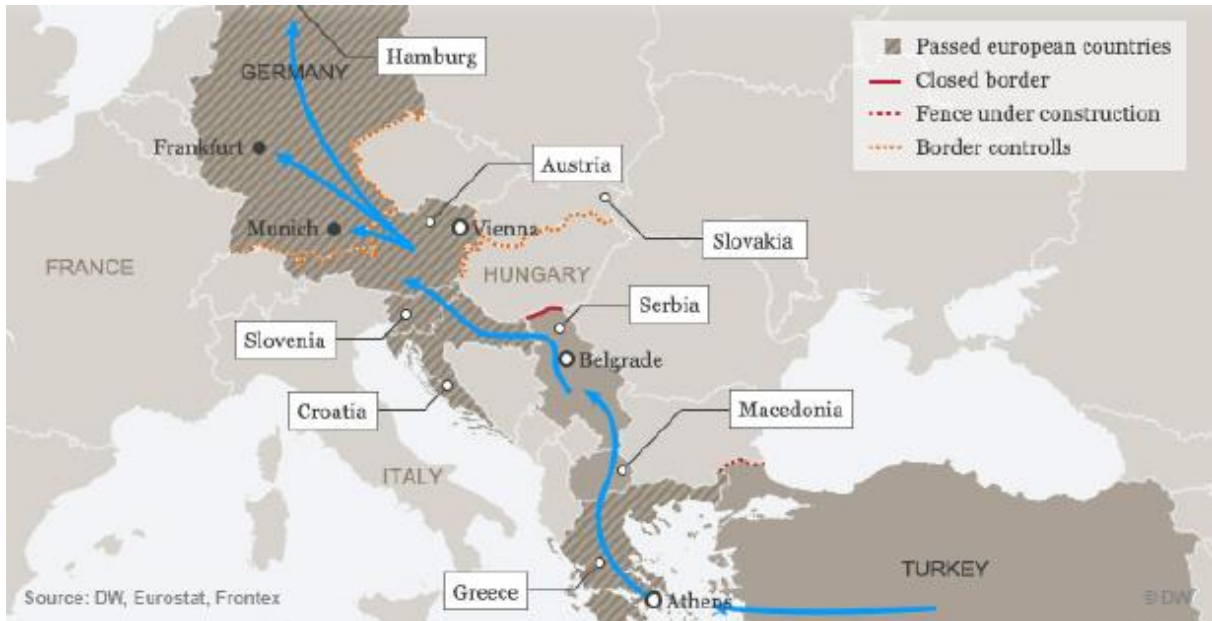 Passed european countries
Closed border
Fence under construction
Border controlls
Hamburg
GERMANY
Frankfurt
Austria
Munich
Vienna
Slovakia
FRANCE
HUNGARY
Serbia
Slovenia
Belgrade
Croatia
Macedonia
ITALY
TURKEY
Greece
Athens
Source: DW, Eurostat, Frontex
© DW